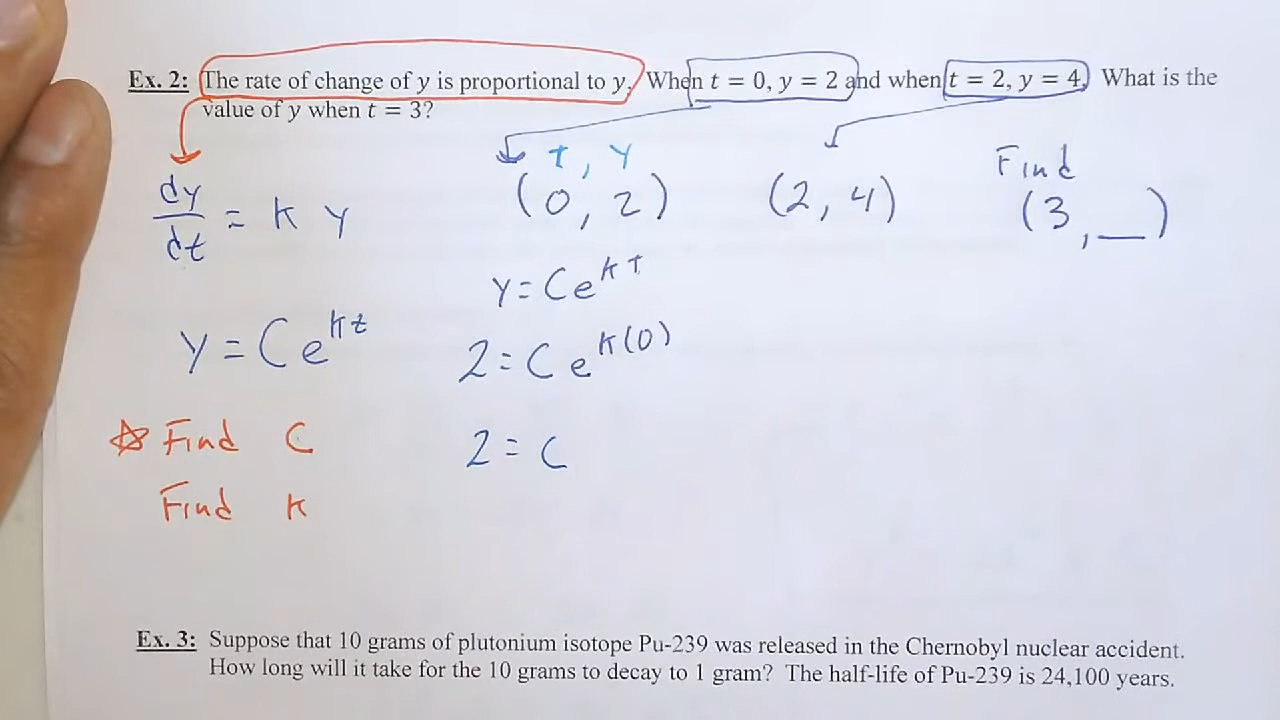 Ex. 2: The rate of change of y is proportional to y. When t = 0, y = 2 and when t = 2, y = 4. What is the
value of y when t = 3?
dy/dt = k y
t, y
(0, 2)
(2, 4)
Find
(3, __)
y = Ce^kt
y = Ce^kt
2 = Ce^k(0)
☆ Find C
2 = C
Find k
Ex. 3: Suppose that 10 grams of plutonium isotope Pu-239 was released in the Chernobyl nuclear accident.
How long will it take for the 10 grams to decay to 1 gram? The half-life of Pu-239 is 24,100 years.